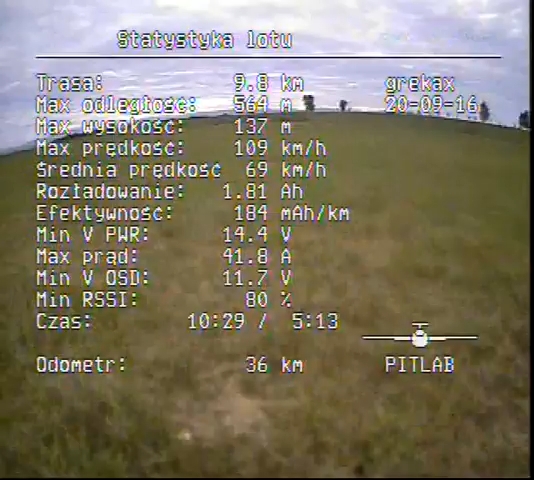 Statystyka lotu
Trasa: 9.8 km grekax
Max odległość: 564 m 20-09-16
Max wysokość: 137 m
Max prędkość: 109 km/h
Średnia prędkość 69 km/h
Rozładowanie: 1.81 Ah
Efektywność: 184 mAh/km
Min V PWR: 14.4 V
Max prąd: 41.8 A
Min V OSD: 11.7 V
Min RSSI: 80 %
Czas: 10:29 / 5:13
Odometr: 36 km PITLAB